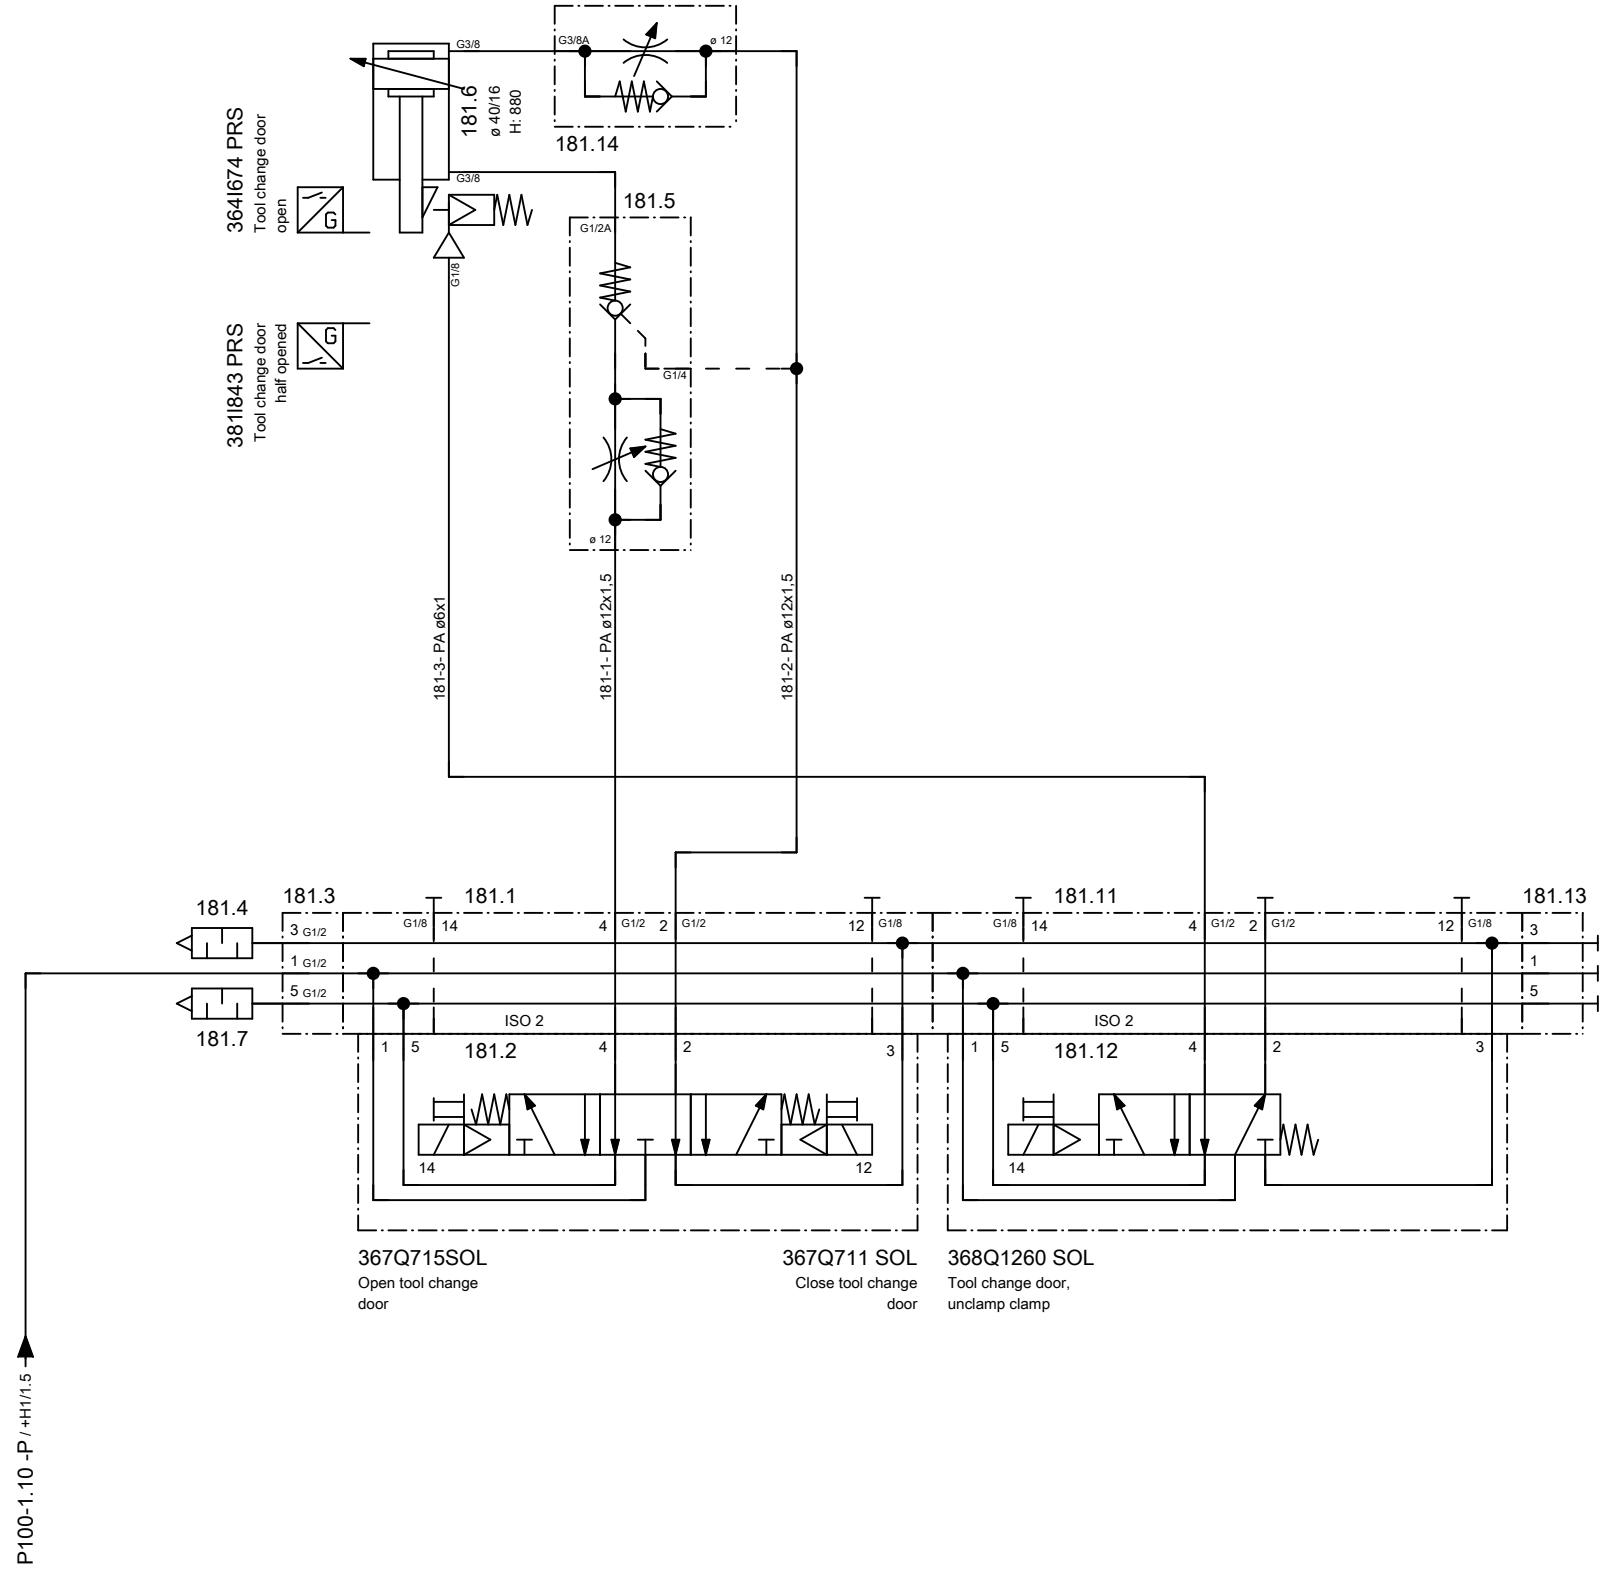 G3/8
G3/8A
ø 12
181.14
181.6
ø 40/16
H: 880
G3/8
364I674 PRS
Tool change door
open
G
G1/8
181.5
G1/2A
G1/4
ø 12
381I843 PRS
Tool change door
half opened
G
181-3- PA ø6x1
181-1- PA ø12x1,5
181-2- PA ø12x1,5
181.4
181.3
181.1
181.11
181.13
3 G1/2
G1/8
14
4
G1/2
2
G1/2
12
G1/8
G1/8
14
4
G1/2
2
G1/2
12
G1/8
3
1 G1/2
1
5 G1/2
5
ISO 2
ISO 2
181.7
1
5
181.2
4
2
3
1
5
181.12
4
2
3
14
12
14
367Q715SOL
Open tool change
door
367Q711 SOL
Close tool change
door
368Q1260 SOL
Tool change door,
unclamp clamp
P100-1.10 -P / +H1/1.5